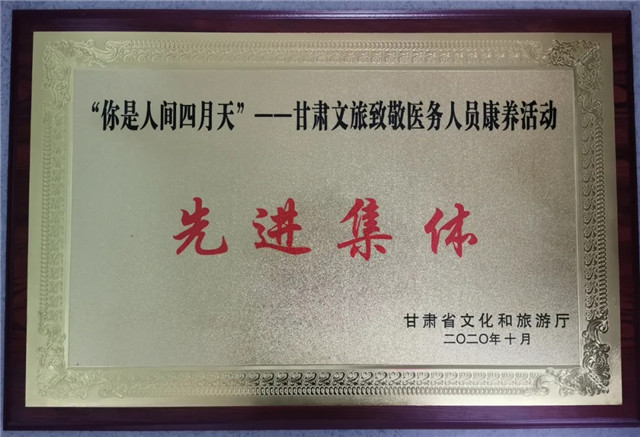 “你是人间四月天”——甘肃文旅致敬医务人员康养活动
先进集体
甘肃省文化和旅游厅
二〇二〇年十月